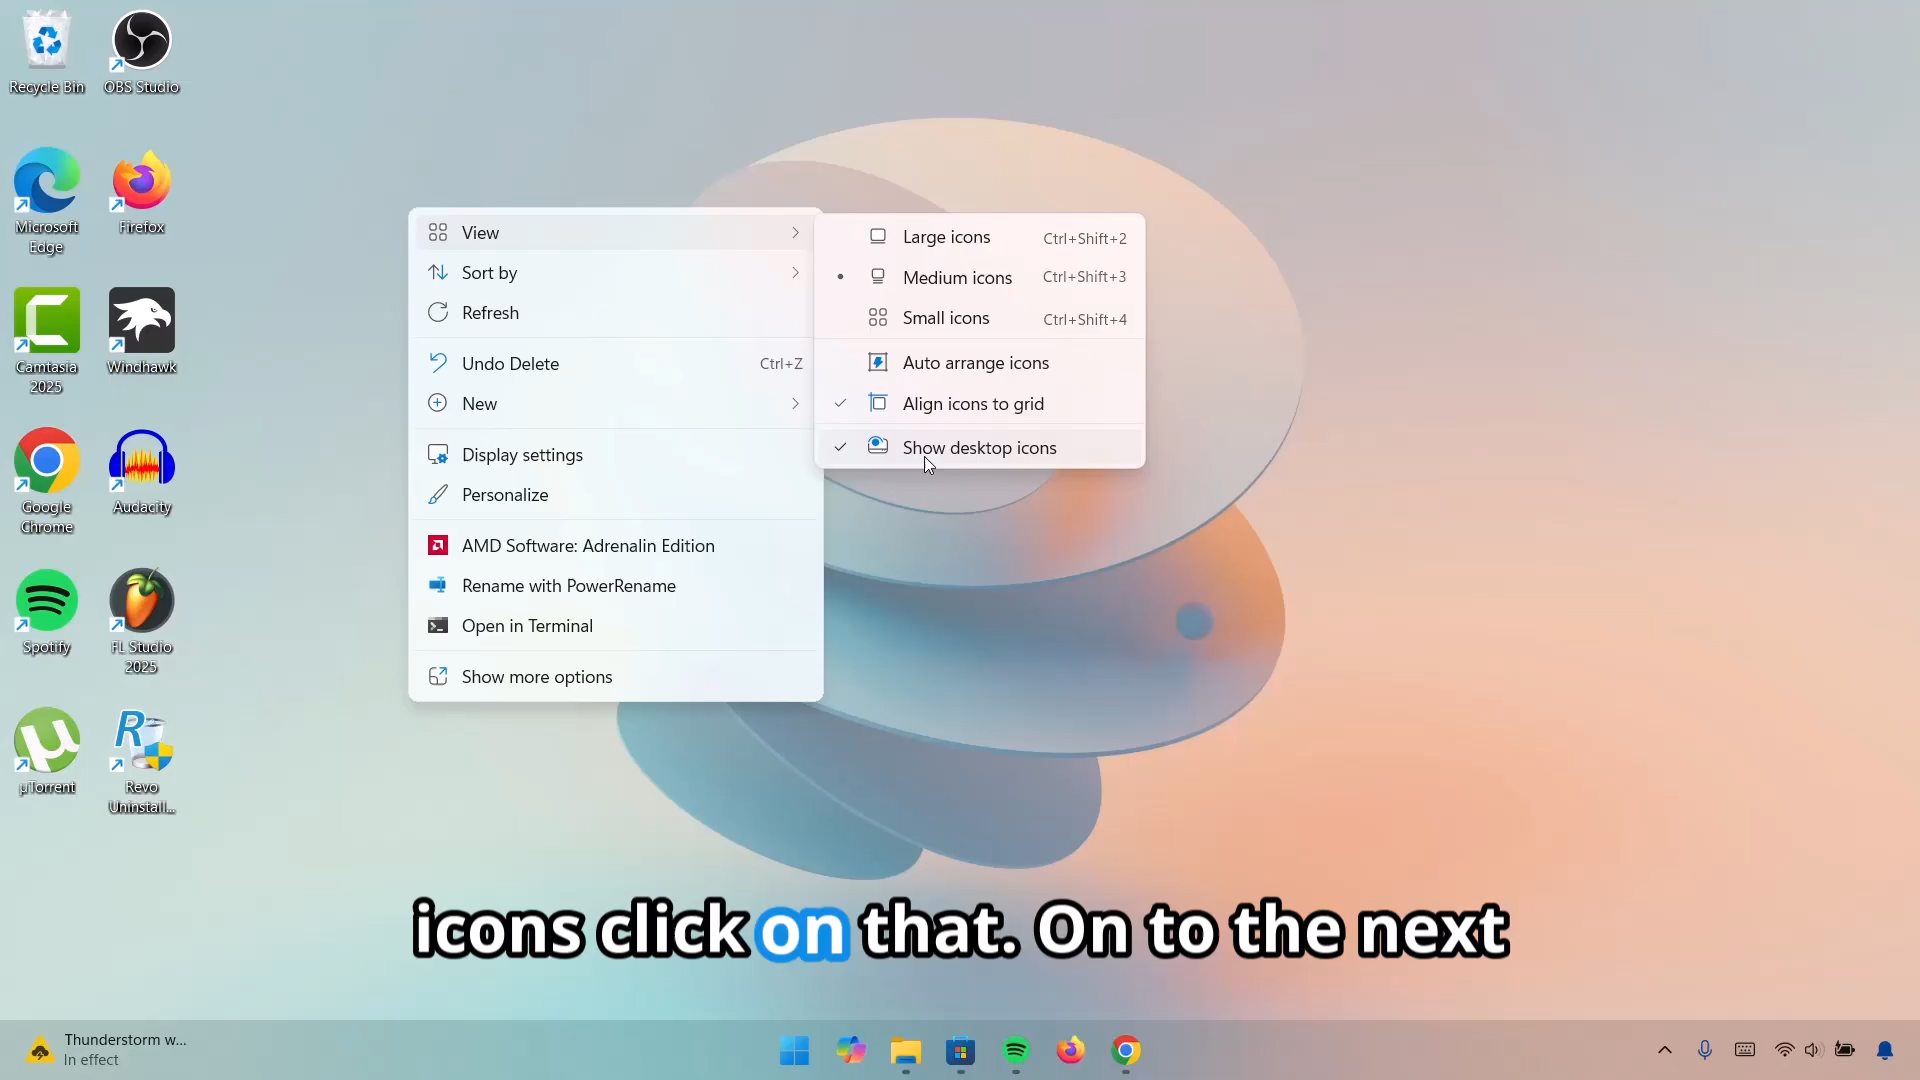 Recycle Bin
OBS Studio
Microsoft
Edge
Firefox
Camtasia
2025
Windhawk
Google
Chrome
Audacity
Spotify
FL Studio
2025
µTorrent
Revo
Uninstall...
View
Sort by
Refresh
Undo Delete Ctrl+Z
New
Display settings
Personalize
AMD Software: Adrenalin Edition
Rename with PowerRename
Open in Terminal
Show more options
Large icons Ctrl+Shift+2
Medium icons Ctrl+Shift+3
Small icons Ctrl+Shift+4
Auto arrange icons
Align icons to grid
Show desktop icons
icons click on that. On to the next
Thunderstorm w...
In effect